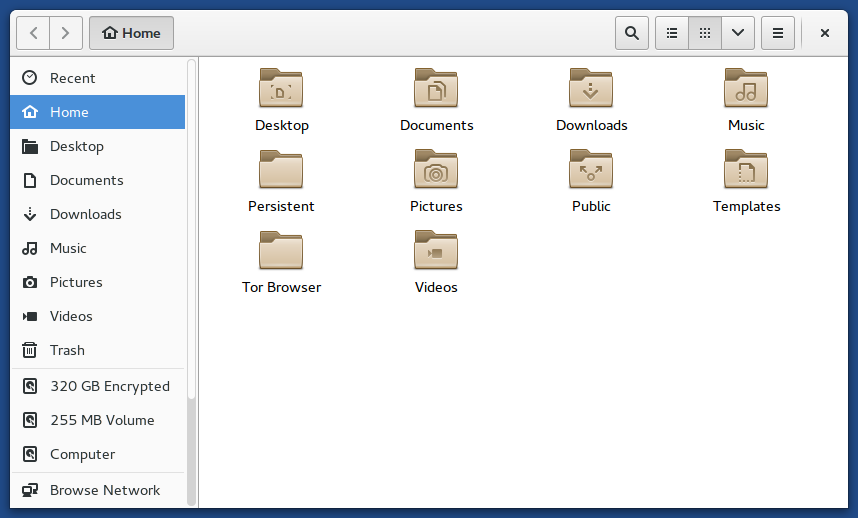 Home
Recent
Home
Desktop
Documents
Downloads
Music
Pictures
Videos
Trash
320 GB Encrypted
255 MB Volume
Computer
Browse Network
Desktop Documents Downloads Music
Persistent Pictures Public Templates
Tor Browser Videos